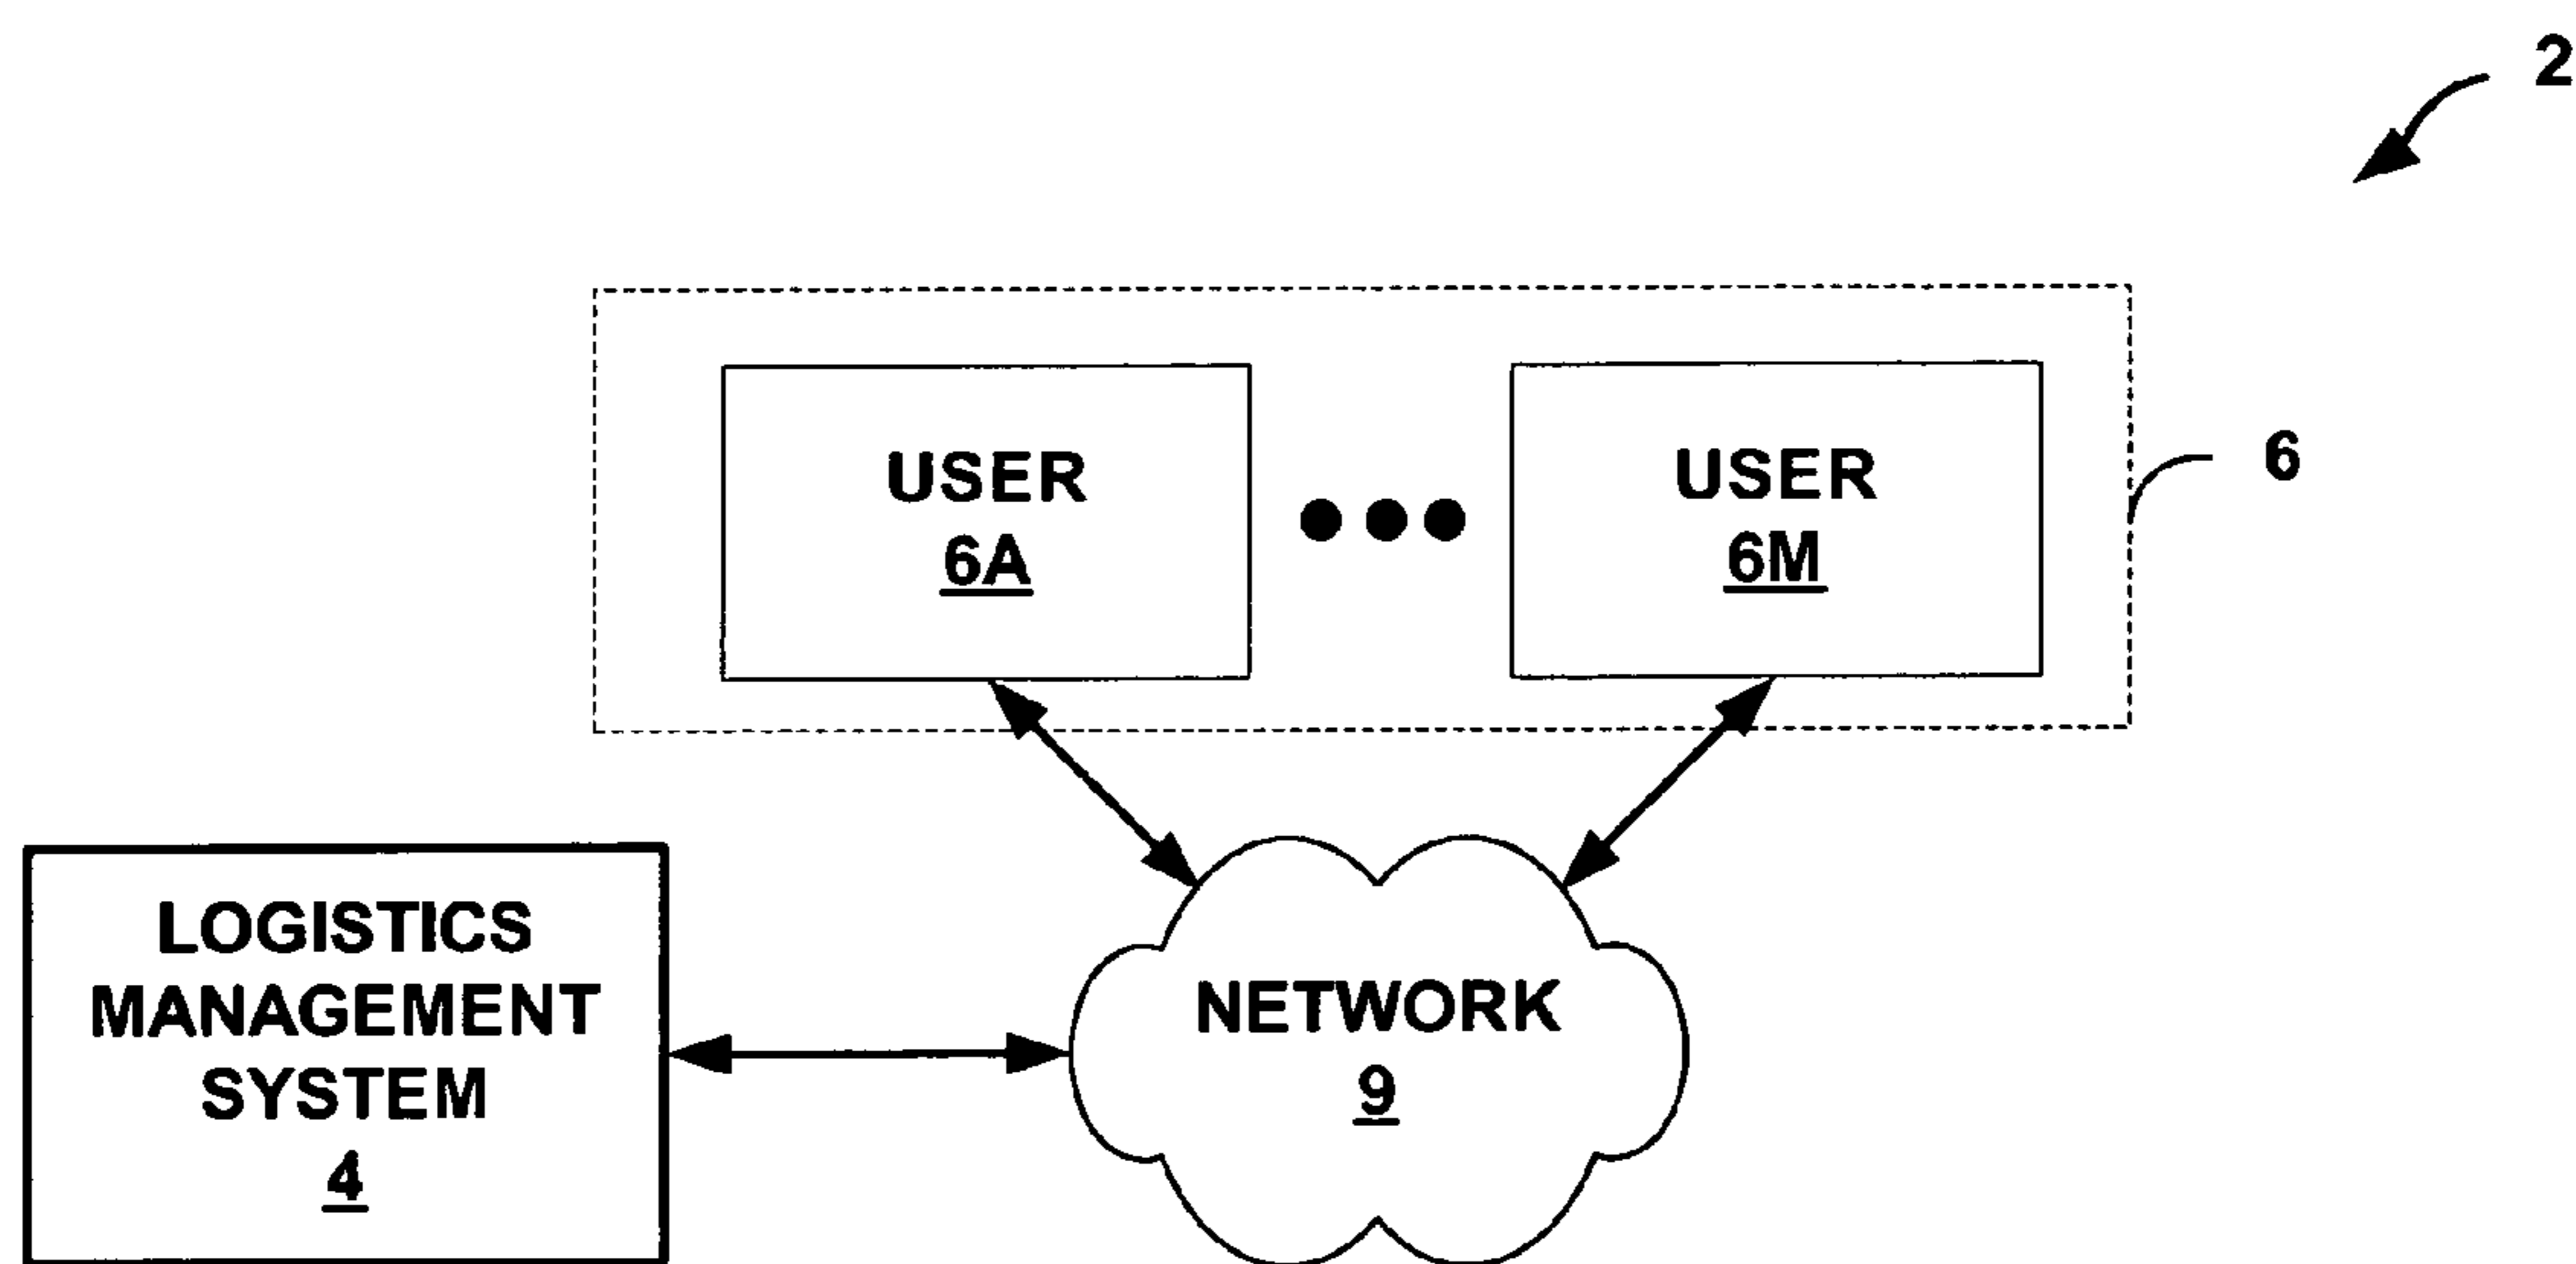 2
USER
6A
USER
6M
6
LOGISTICS
MANAGEMENT
SYSTEM
4
NETWORK
9